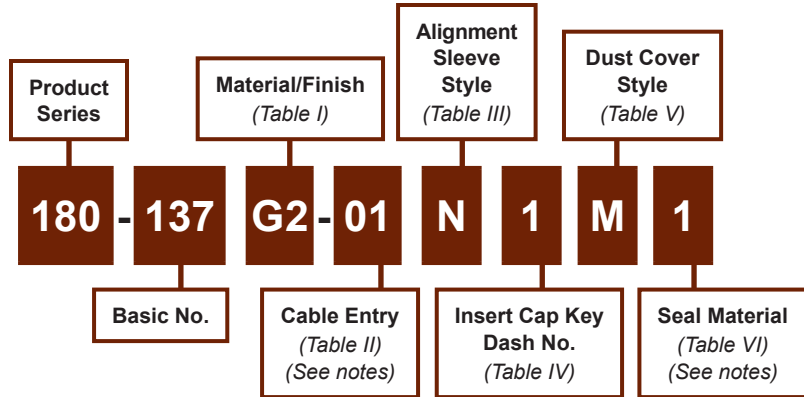 Product
Series
Material/Finish
(Table I)
Alignment
Sleeve
Style
(Table III)
Dust Cover
Style
(Table V)
180 - 137 G2 - 01 N 1 M 1
Basic No.
Cable Entry
(Table II)
(See notes)
Insert Cap Key
Dash No.
(Table IV)
Seal Material
(Table VI)
(See notes)